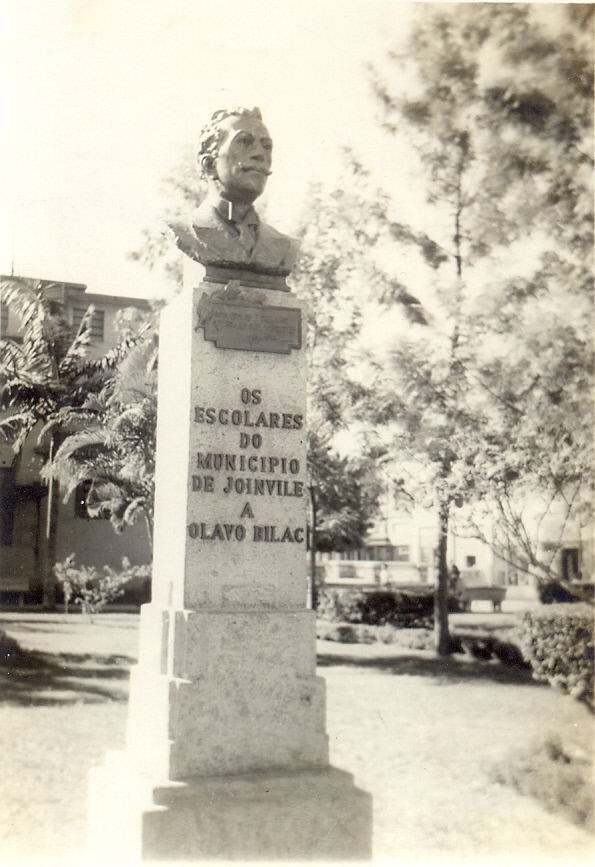 OS
ESCOLARES
DO
MUNICIPIO
DE JOINVILE
A
OLAVO BILAC